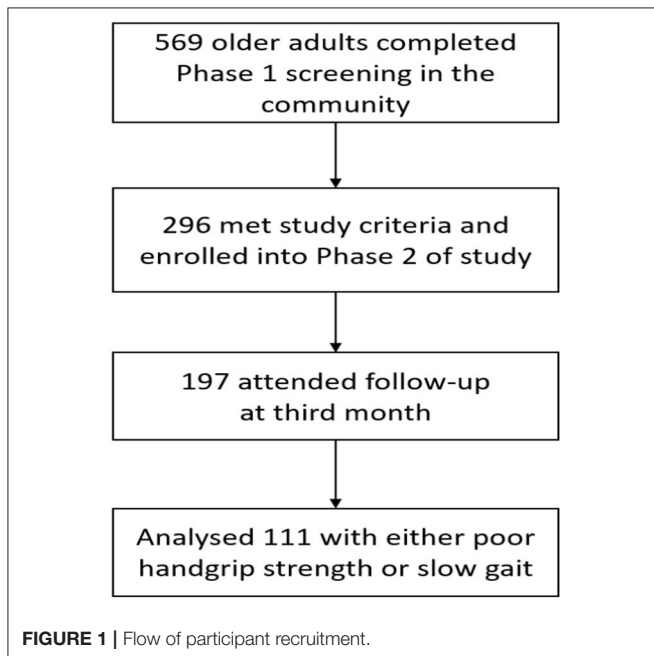 569 older adults completed
Phase 1 screening in the
community
296 met study criteria and
enrolled into Phase 2 of study
197 attended follow-up
at third month
Analysed 111 with either poor
handgrip strength or slow gait
FIGURE 1 | Flow of participant recruitment.